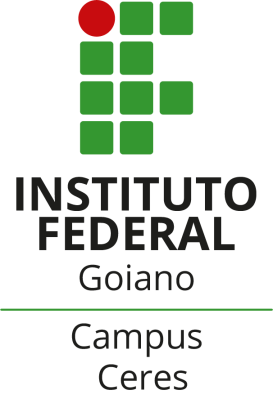 INSTITUTO
FEDERAL
Goiano
Campus
Ceres